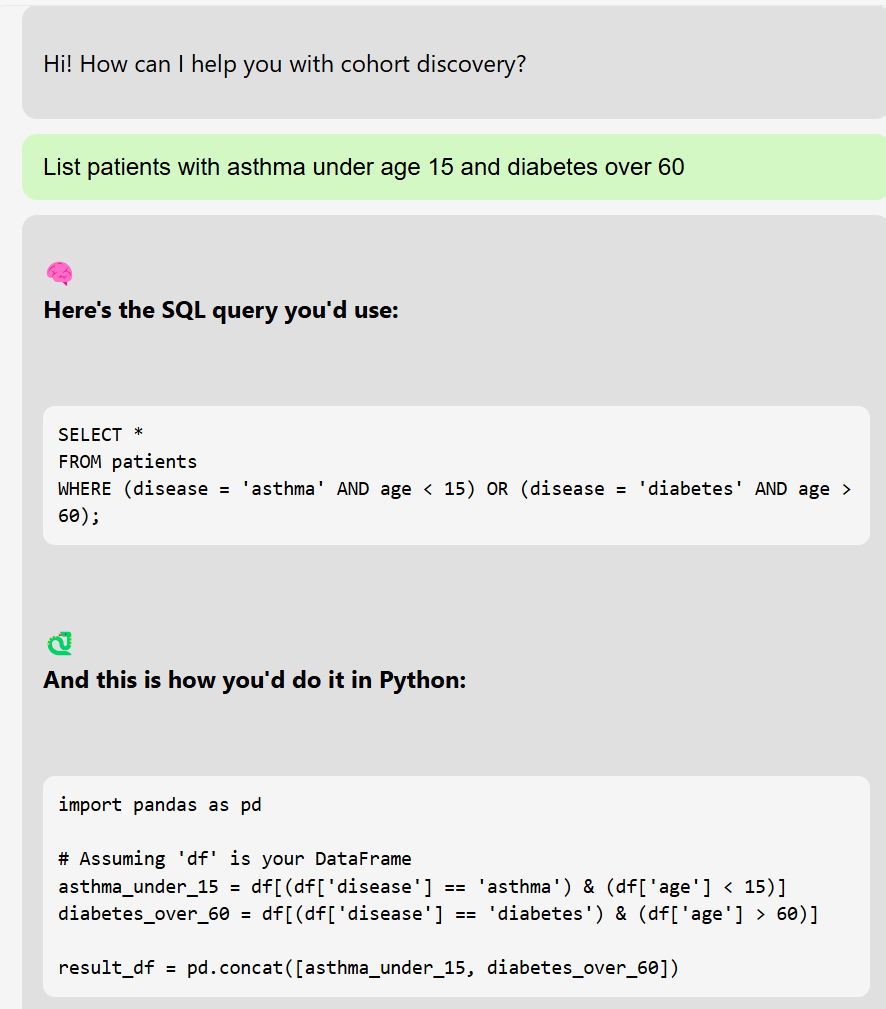 Hi! How can I help you with cohort discovery?
List patients with asthma under age 15 and diabetes over 60
Here's the SQL query you'd use:
SELECT *
FROM patients
WHERE (disease = 'asthma' AND age < 15) OR (disease = 'diabetes' AND age >
60);
And this is how you'd do it in Python:
import pandas as pd
# Assuming 'df' is your DataFrame
asthma_under_15 = df[(df['disease'] == 'asthma') & (df['age'] < 15)]
diabetes_over_60 = df[(df['disease'] == 'diabetes') & (df['age'] > 60)]
result_df = pd.concat([asthma_under_15, diabetes_over_60])